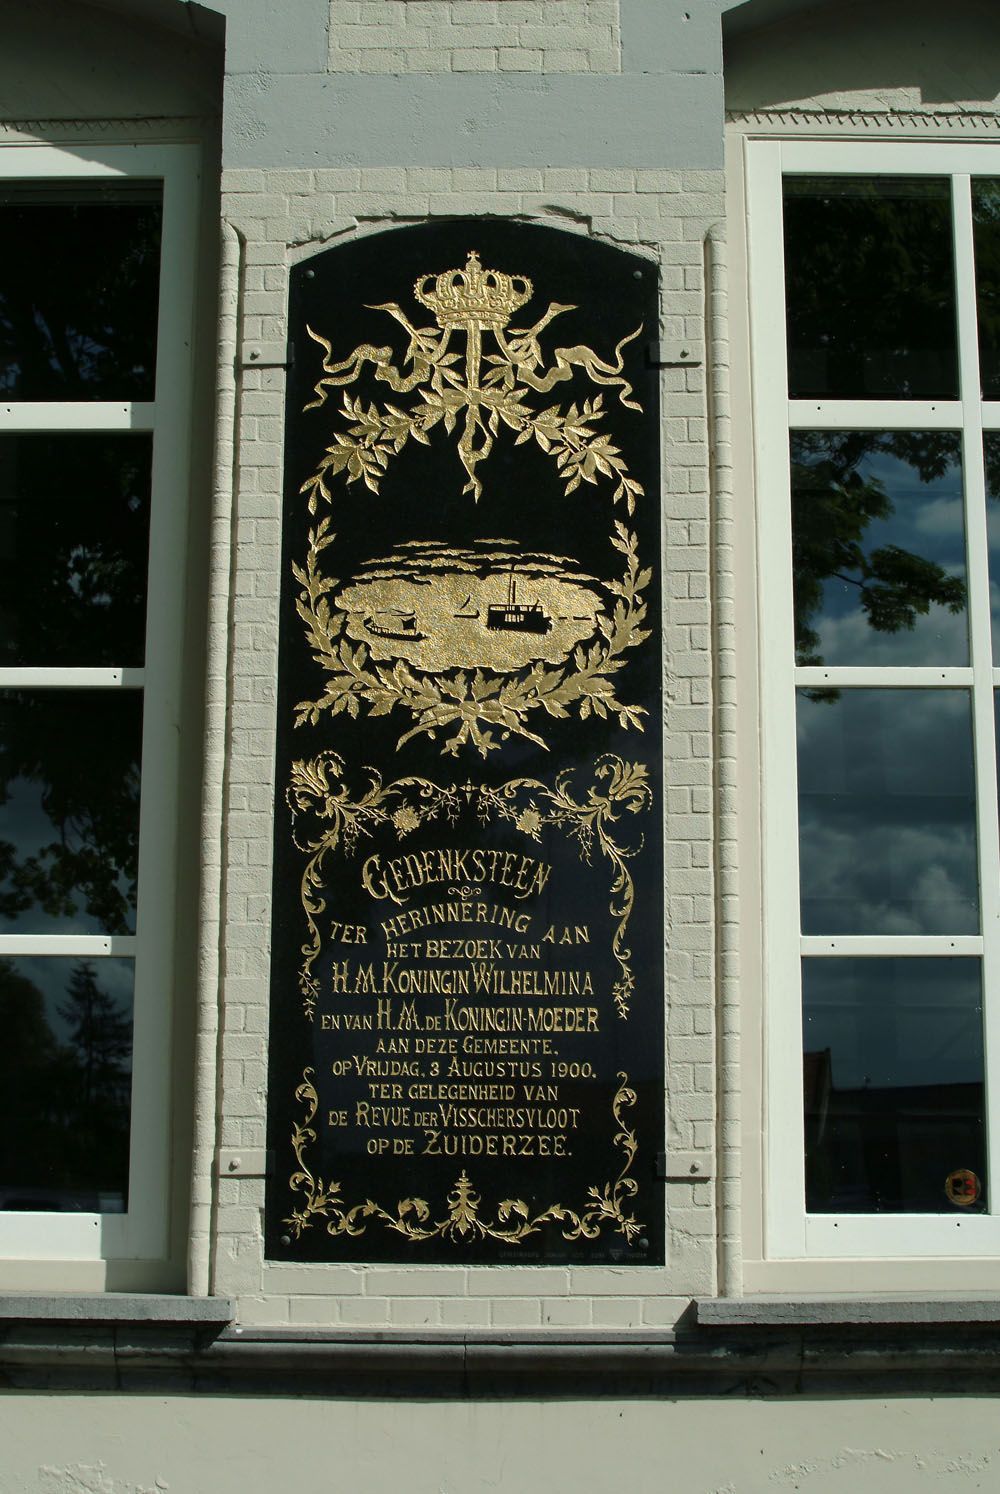 GEDENKSTEEN
TER HERINNERING AAN
HET BEZOEK VAN
H.M. KONINGIN WILHELMINA
EN VAN H.M. DE KONINGIN-MOEDER
AAN DEZE GEMEENTE.
OP VRIJDAG, 3 AUGUSTUS 1900.
TER GELEGENHEID VAN
DE REVUE DER VISSCHERSVLOOT
OP DE ZUIDERZEE.